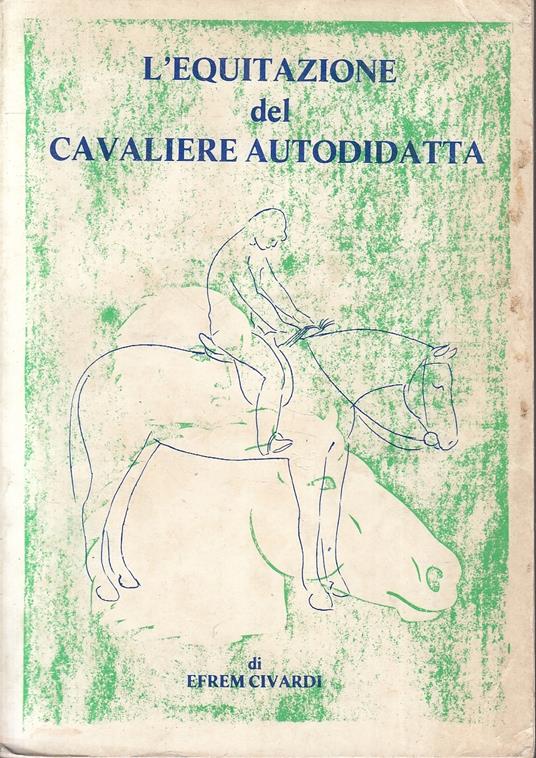 L'EQUITAZIONE
del
CAVALIERE AUTODIDATTA
di
EFREM CIVARDI